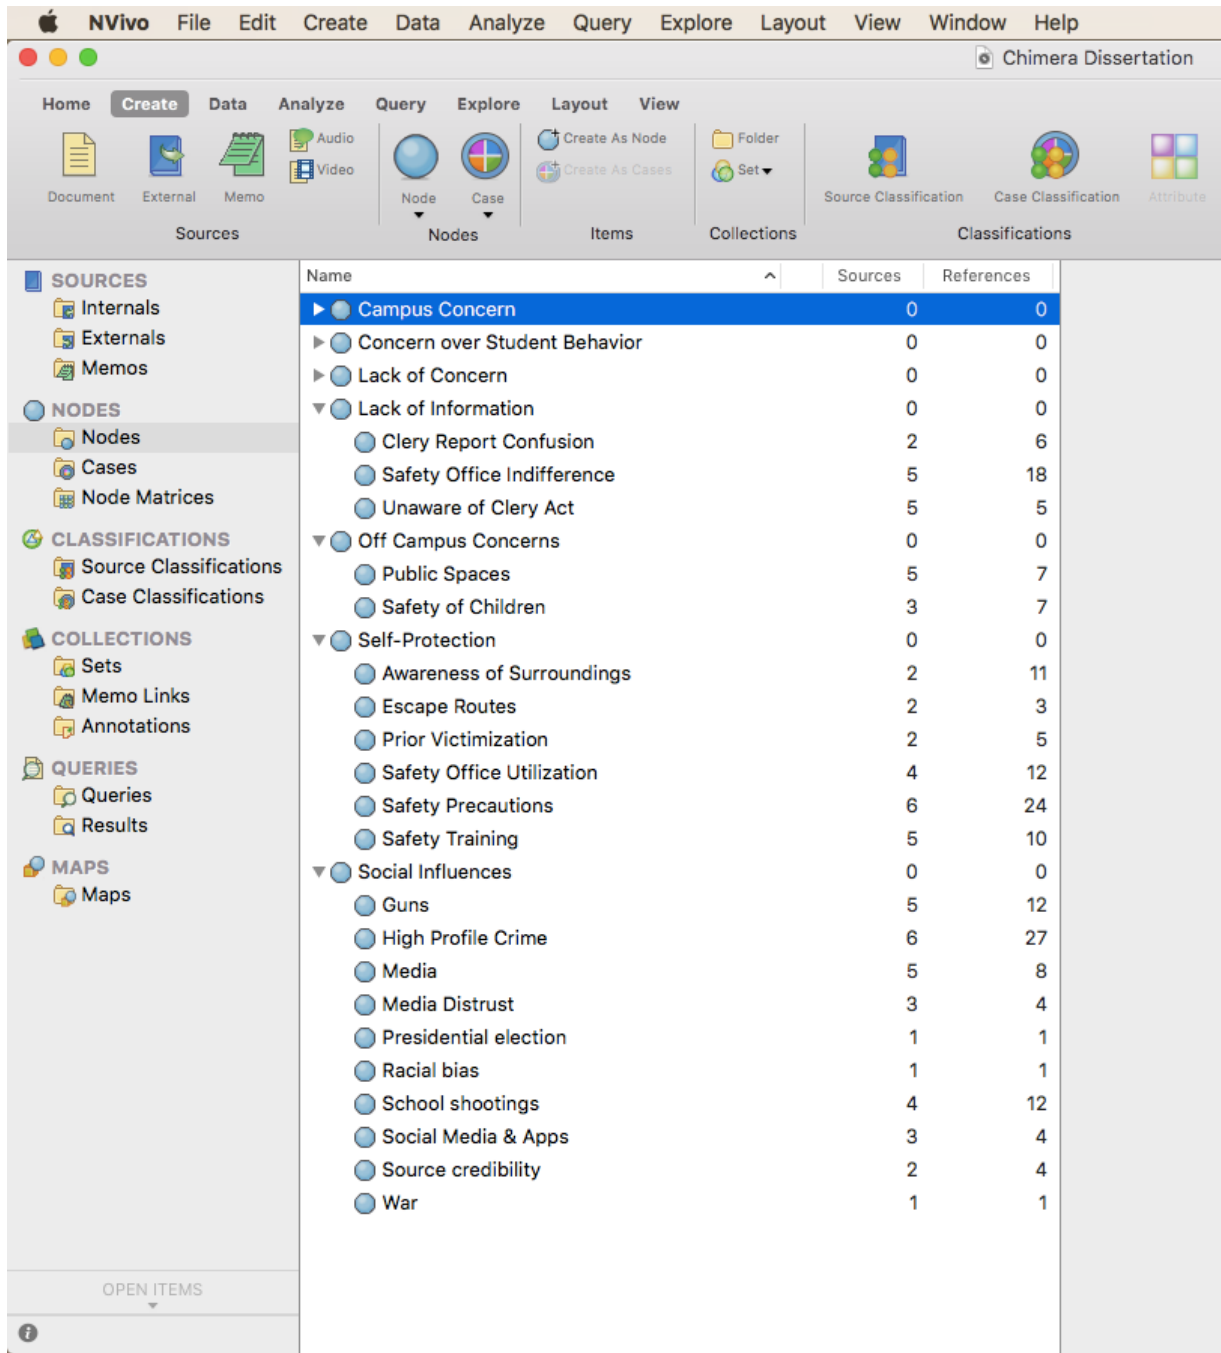 NVivo File Edit Create Data Analyze Query Explore Layout View Window Help
Chimera Dissertation
Home Create Data Analyze Query Explore Layout View
Document External Memo Audio Video Node Case Create As Node Create As Cases Folder Set Source Classification Case Classification Attribute
Sources Nodes Items Collections Classifications
SOURCES
Internals
Externals
Memos
NODES
Nodes
Cases
Node Matrices
CLASSIFICATIONS
Source Classifications
Case Classifications
COLLECTIONS
Sets
Memo Links
Annotations
QUERIES
Queries
Results
MAPS
Maps
OPEN ITEMS
Name Sources References
Campus Concern 0 0
Concern over Student Behavior 0 0
Lack of Concern 0 0
Lack of Information 0 0
Clery Report Confusion 2 6
Safety Office Indifference 5 18
Unaware of Clery Act 5 5
Off Campus Concerns 0 0
Public Spaces 5 7
Safety of Children 3 7
Self-Protection 0 0
Awareness of Surroundings 2 11
Escape Routes 2 3
Prior Victimization 2 5
Safety Office Utilization 4 12
Safety Precautions 6 24
Safety Training 5 10
Social Influences 0 0
Guns 5 12
High Profile Crime 6 27
Media 5 8
Media Distrust 3 4
Presidential election 1 1
Racial bias 1 1
School shootings 4 12
Social Media & Apps 3 4
Source credibility 2 4
War 1 1